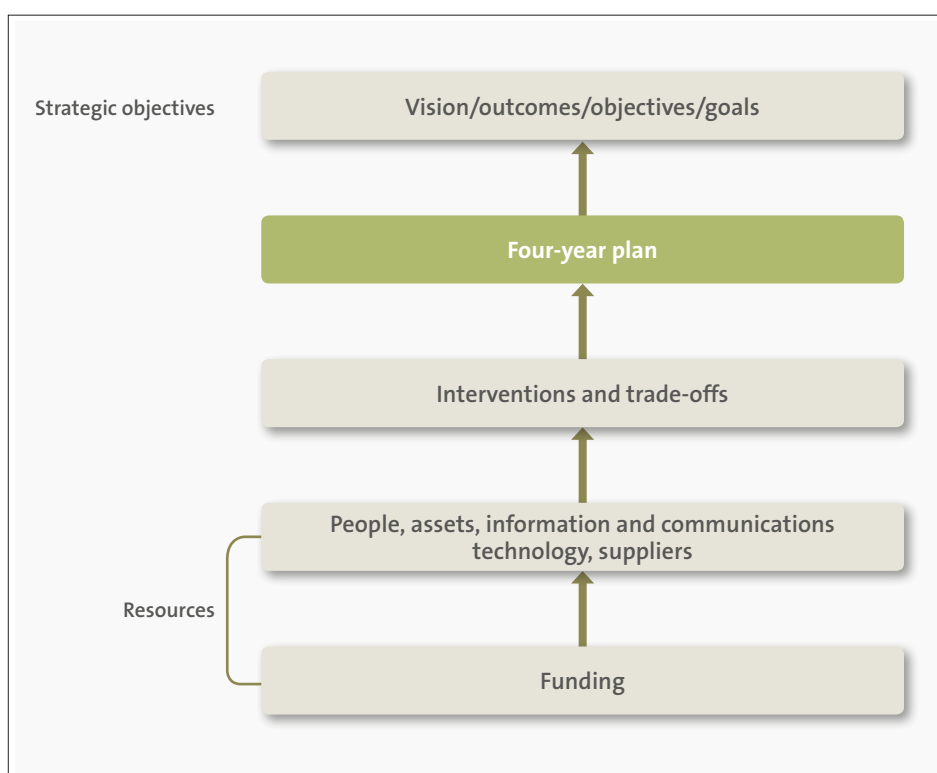 Strategic objectives
Vision/outcomes/objectives/goals
Four-year plan
Interventions and trade-offs
People, assets, information and communications
technology, suppliers
Resources
Funding